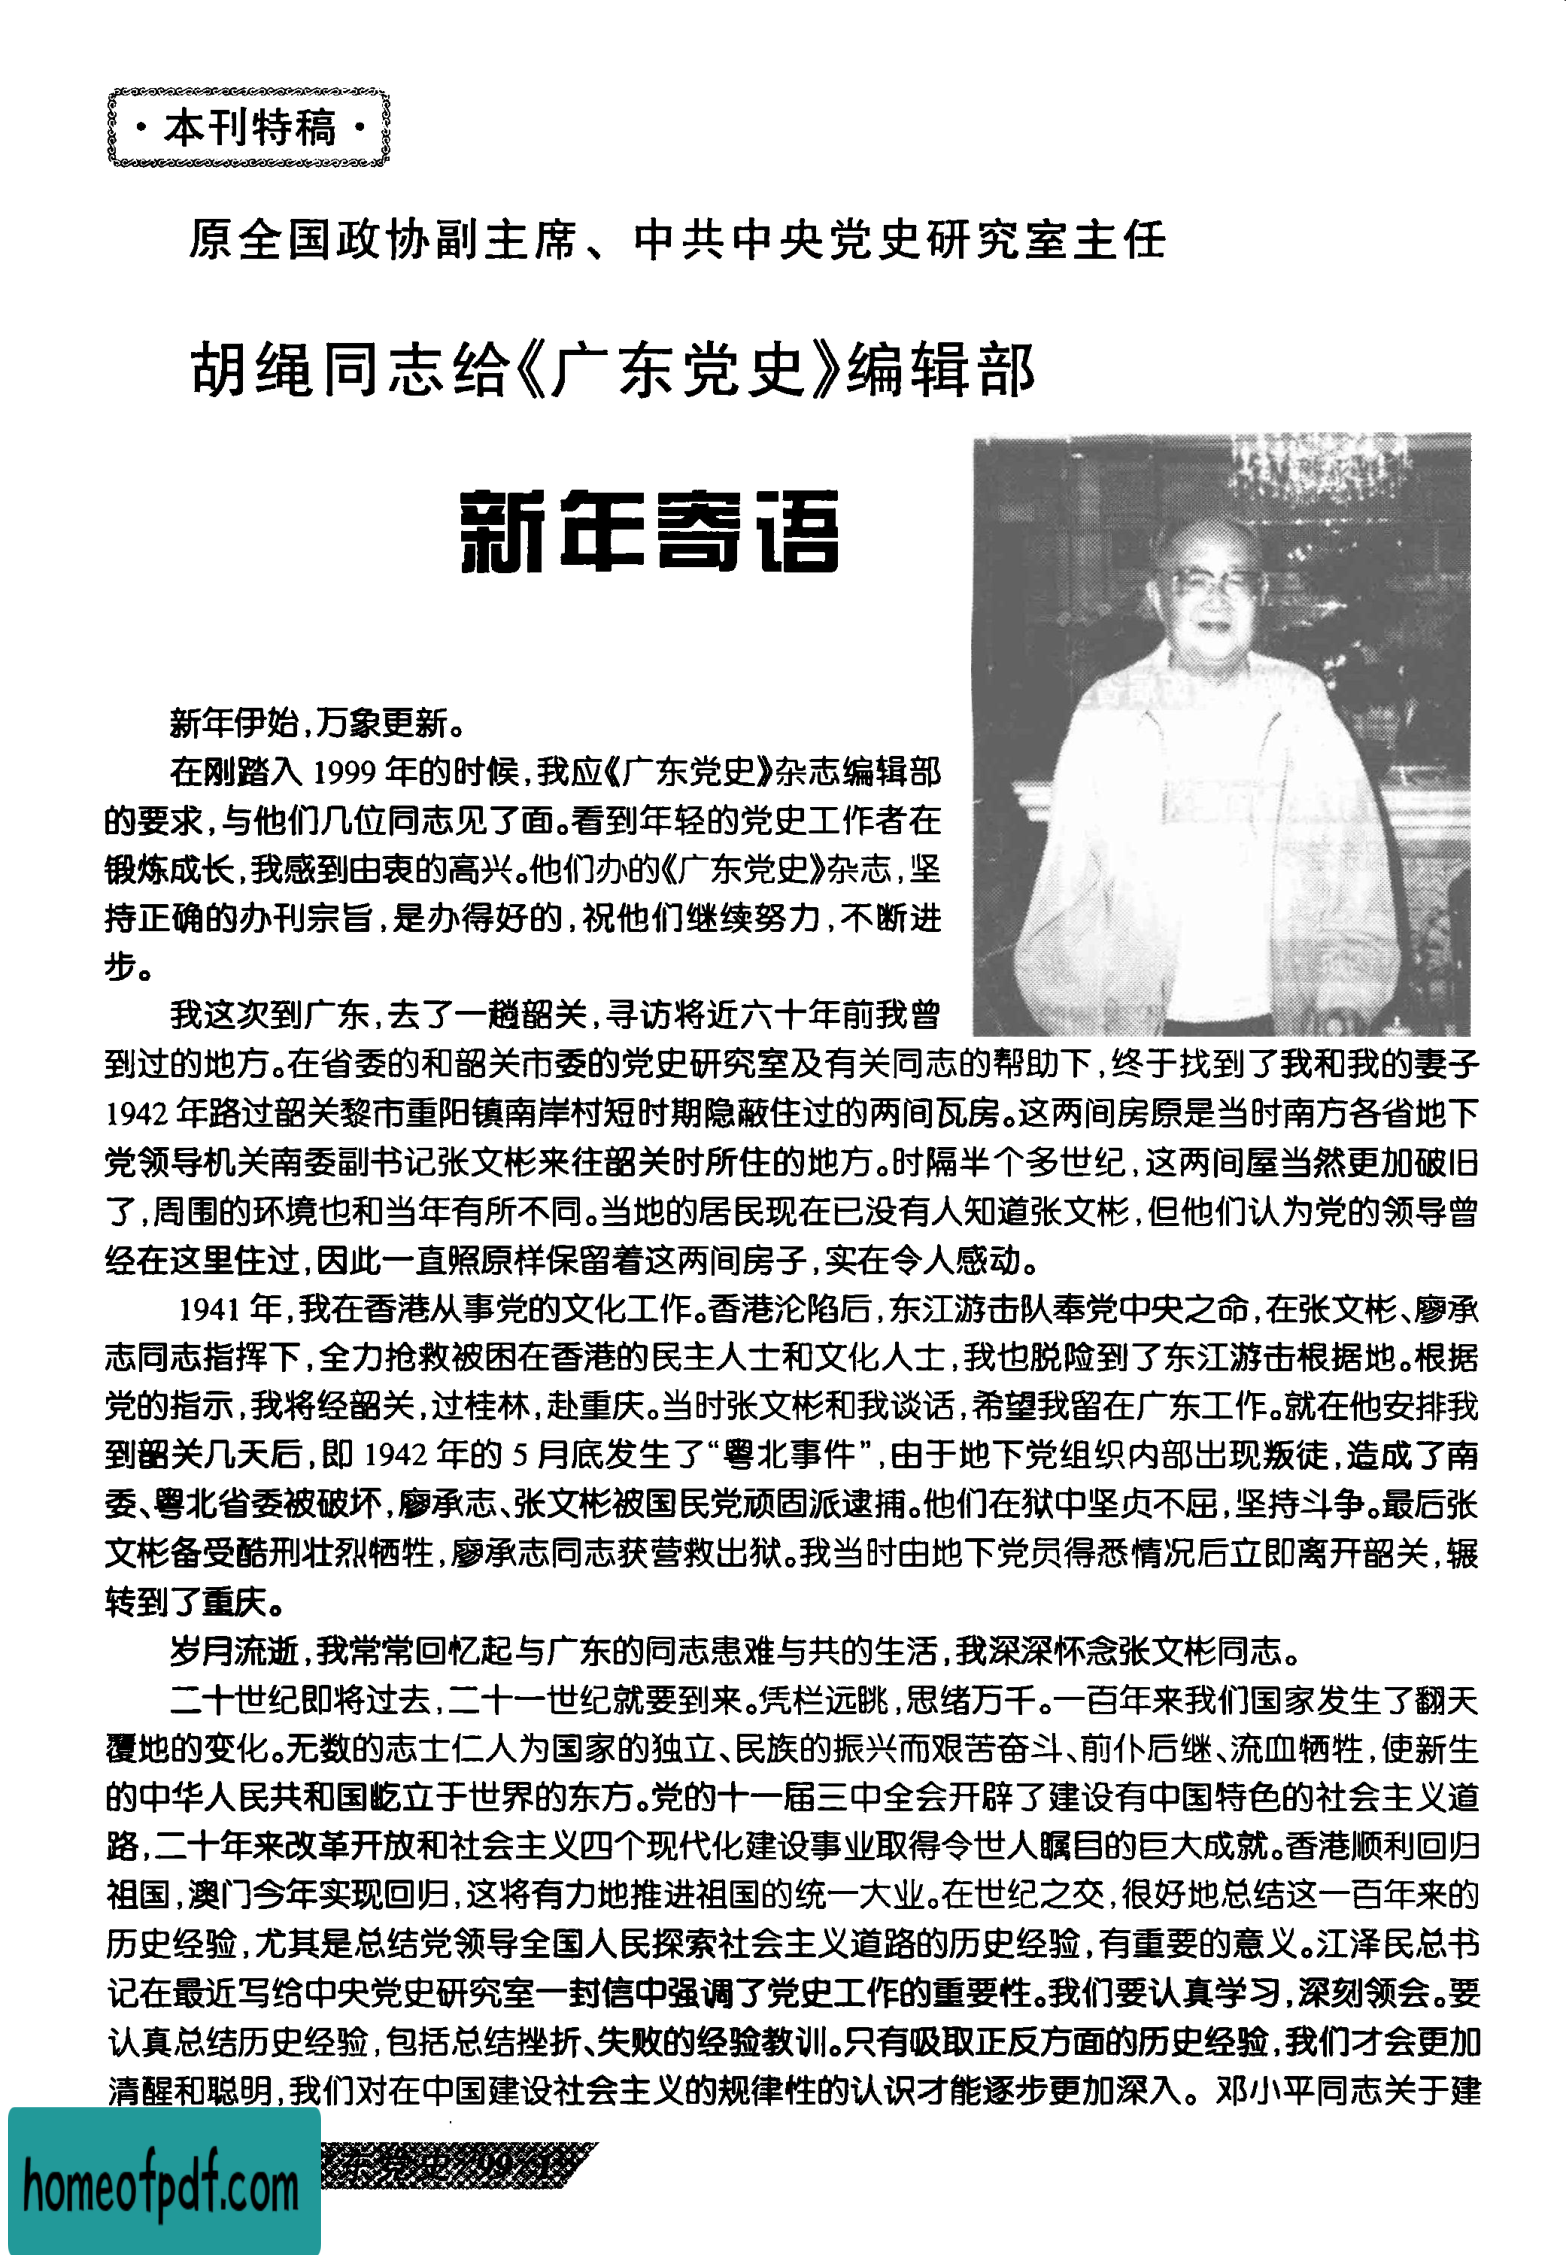 ·本刊特稿·
原全国政协副主席、中共中央党史研究室主任
胡绳同志给《广东党史》编辑部
新年寄语
新年伊始,万象更新。
在刚踏入 1999 年的时候,我应《广东党史》杂志编辑部
的要求,与他们几位同志见了面。看到年轻的党史工作者在
锻炼成长,我感到由衷的高兴。他们办的《广东党史》杂志,坚
持正确的办刊宗旨,是办得好的,祝他们继续努力,不断进
步。
我这次到广东,去了一趟韶关,寻访将近六十年前我曾
到过的地方。在省委的和韶关市委的党史研究室及有关同志的帮助下,终于找到了我和我的妻子
1942 年路过韶关黎市重阳镇南岸村短时期隐蔽住过的两间瓦房。这两间房原是当时南方各省地下
党领导机关南委副书记张文彬来往韶关时所住的地方。时隔半个多世纪,这两间屋当然更加破旧
了,周围的环境也和当年有所不同。当地的居民现在已没有人知道张文彬,但他们认为党的领导曾
经在这里住过,因此一直照原样保留着这两间房子,实在令人感动。
1941 年,我在香港从事党的文化工作。香港沦陷后,东江游击队奉党中央之命,在张文彬、廖承
志同志指挥下,全力抢救被困在香港的民主人士和文化人士,我也脱险到了东江游击根据地。根据
党的指示,我将经韶关,过桂林,赴重庆。当时张文彬和我谈话,希望我留在广东工作。就在他安排我
到韶关几天后,即 1942 年的 5 月底发生了“粤北事件”,由于地下党组织内部出现叛徒,造成了南
委、粤北省委被破坏,廖承志、张文彬被国民党顽固派逮捕。他们在狱中坚贞不屈,坚持斗争。最后张
文彬备受酷刑壮烈牺牲,廖承志同志获营救出狱。我当时由地下党员得悉情况后立即离开韶关,辗
转到了重庆。
岁月流逝,我常常回忆起与广东的同志患难与共的生活,我深深怀念张文彬同志。
二十世纪即将过去,二十一世纪就要到来。凭栏远眺,思绪万千。一百年来我们国家发生了翻天
覆地的变化。无数的志士仁人为国家的独立、民族的振兴而艰苦奋斗、前仆后继、流血牺牲,使新生
的中华人民共和国屹立于世界的东方。党的十一届三中全会开辟了建设有中国特色的社会主义道
路,二十年来改革开放和社会主义四个现代化建设事业取得令世人瞩目的巨大成就。香港顺利回归
祖国,澳门今年实现回归,这将有力地推进祖国的统一大业。在世纪之交,很好地总结这一百年来的
历史经验,尤其是总结党领导全国人民探索社会主义道路的历史经验,有重要的意义。江泽民总书
记在最近写给中央党史研究室一封信中强调了党史工作的重要性。我们要认真学习,深刻领会。要
认真总结历史经验,包括总结挫折、失败的经验教训。只有吸取正反方面的历史经验,我们才会更加
清醒和聪明,我们对在中国建设社会主义的规律性的认识才能逐步更加深入。邓小平同志关于建
东党史 '99·1
homeofpdf.com